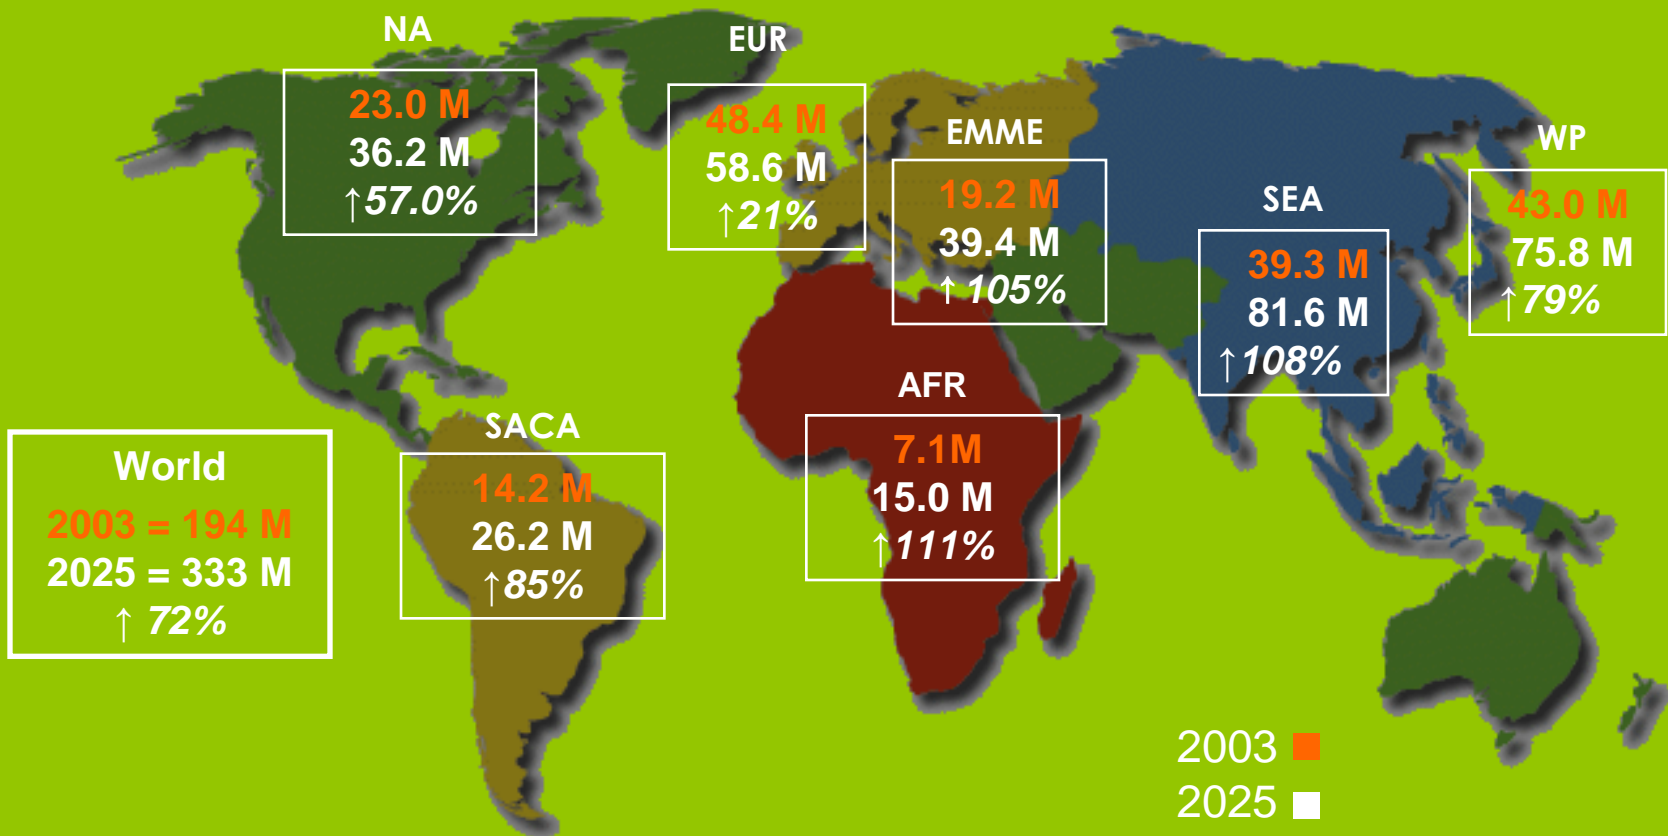 NA
23.0 M
36.2 M
↑57.0%
EUR
48.4 M
58.6 M
↑21%
EMME
19.2 M
39.4 M
↑105%
SEA
39.3 M
81.6 M
↑108%
WP
43.0 M
75.8 M
↑79%
AFR
7.1M
15.0 M
↑111%
SACA
14.2 M
26.2 M
↑85%
World
2003 = 194 M
2025 = 333 M
↑ 72%
2003
2025